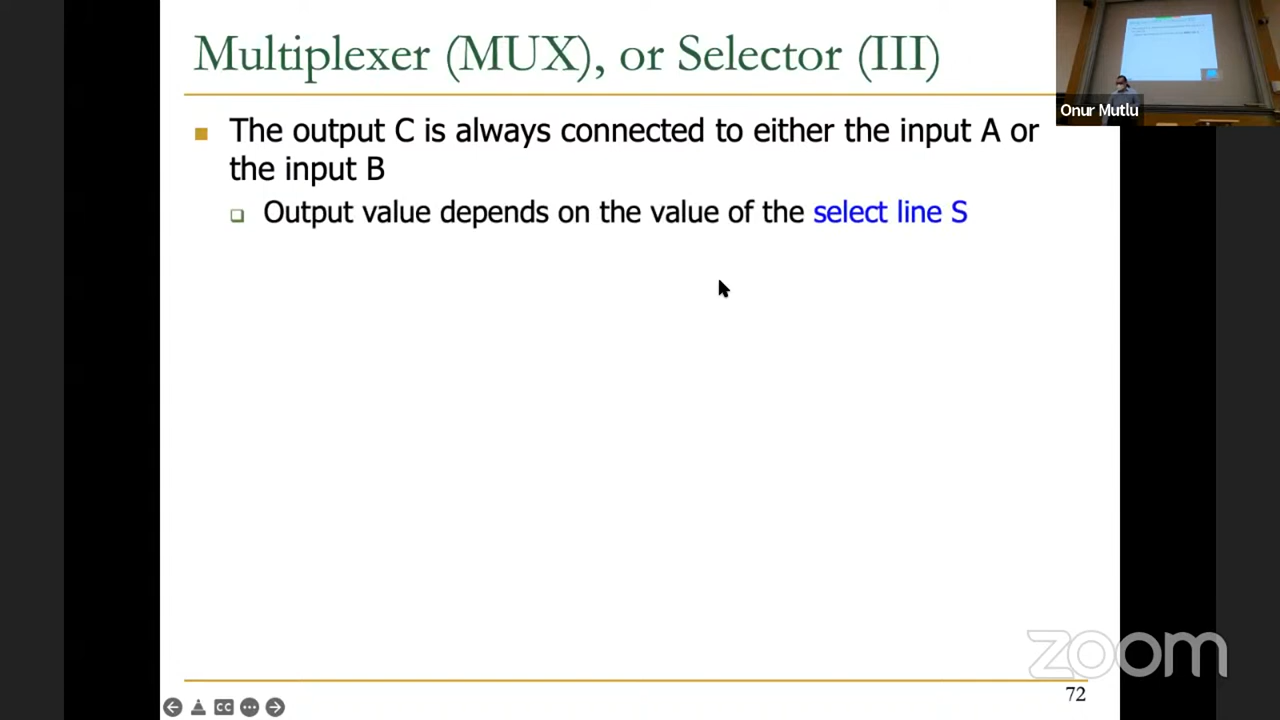 Multiplexer (MUX), or Selector (III)
Onur Mutlu
The output C is always connected to either the input A or
the input B
Output value depends on the value of the select line S
zoom
72
CC